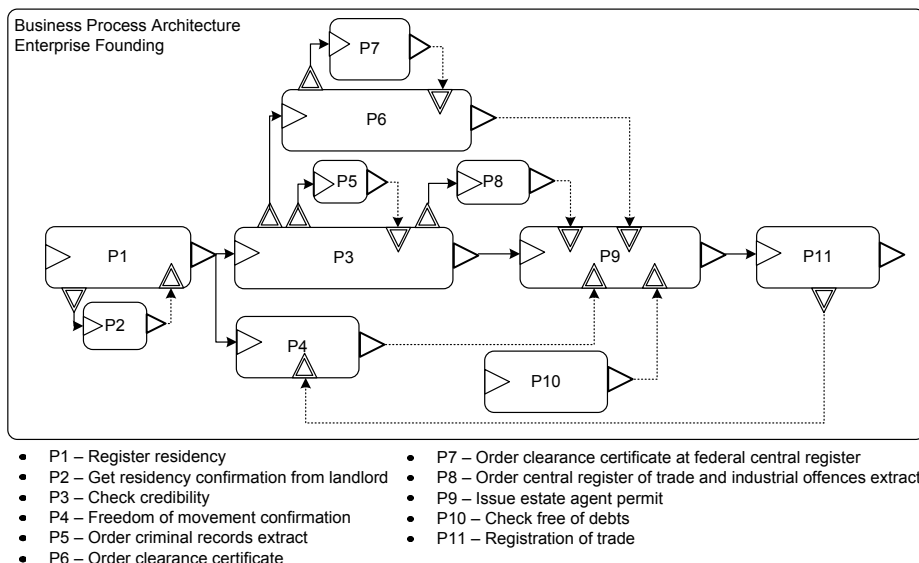 Business Process Architecture
Enterprise Founding
P7
P6
P5
P8
P1
P3
P9
P11
P2
P4
P10
P1 – Register residency
P2 – Get residency confirmation from landlord
P3 – Check credibility
P4 – Freedom of movement confirmation
P5 – Order criminal records extract
P6 – Order clearance certificate
P7 – Order clearance certificate at federal central register
P8 – Order central register of trade and industrial offences extract
P9 – Issue estate agent permit
P10 – Check free of debts
P11 – Registration of trade